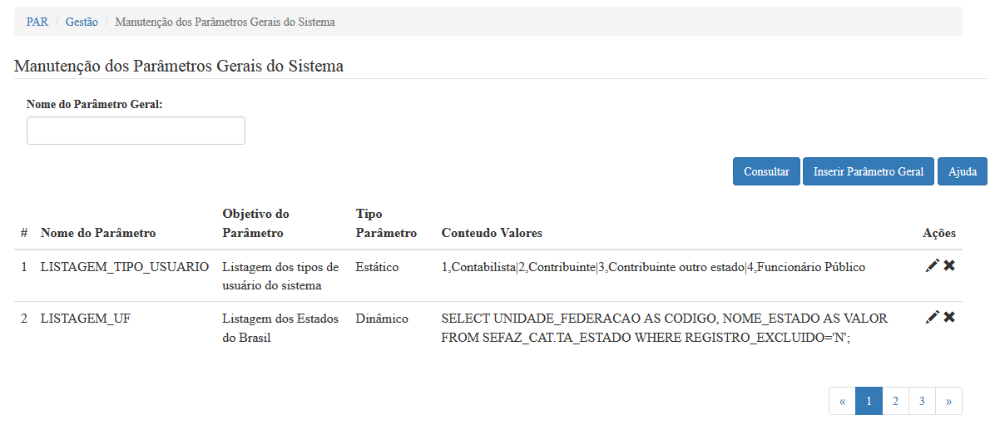 PAR / Gestão / Manutenção dos Parâmetros Gerais do Sistema
Manutenção dos Parâmetros Gerais do Sistema
Nome do Parâmetro Geral:
Consultar Inserir Parâmetro Geral Ajuda
# Nome do Parâmetro Objetivo do Parâmetro Tipo Parâmetro Conteudo Valores Ações
1 LISTAGEM_TIPO_USUARIO Listagem dos tipos de Estático 1,Contabilista|2,Contribuinte|3,Contribuinte outro estado|4,Funcionário Público
usuário do sistema
2 LISTAGEM_UF Listagem dos Estados Dinâmico SELECT UNIDADE_FEDERACAO AS CODIGO, NOME_ESTADO AS VALOR
do Brasil FROM SEFAZ_CAT.TA_ESTADO WHERE REGISTRO_EXCLUIDO='N';
« 1 2 3 »